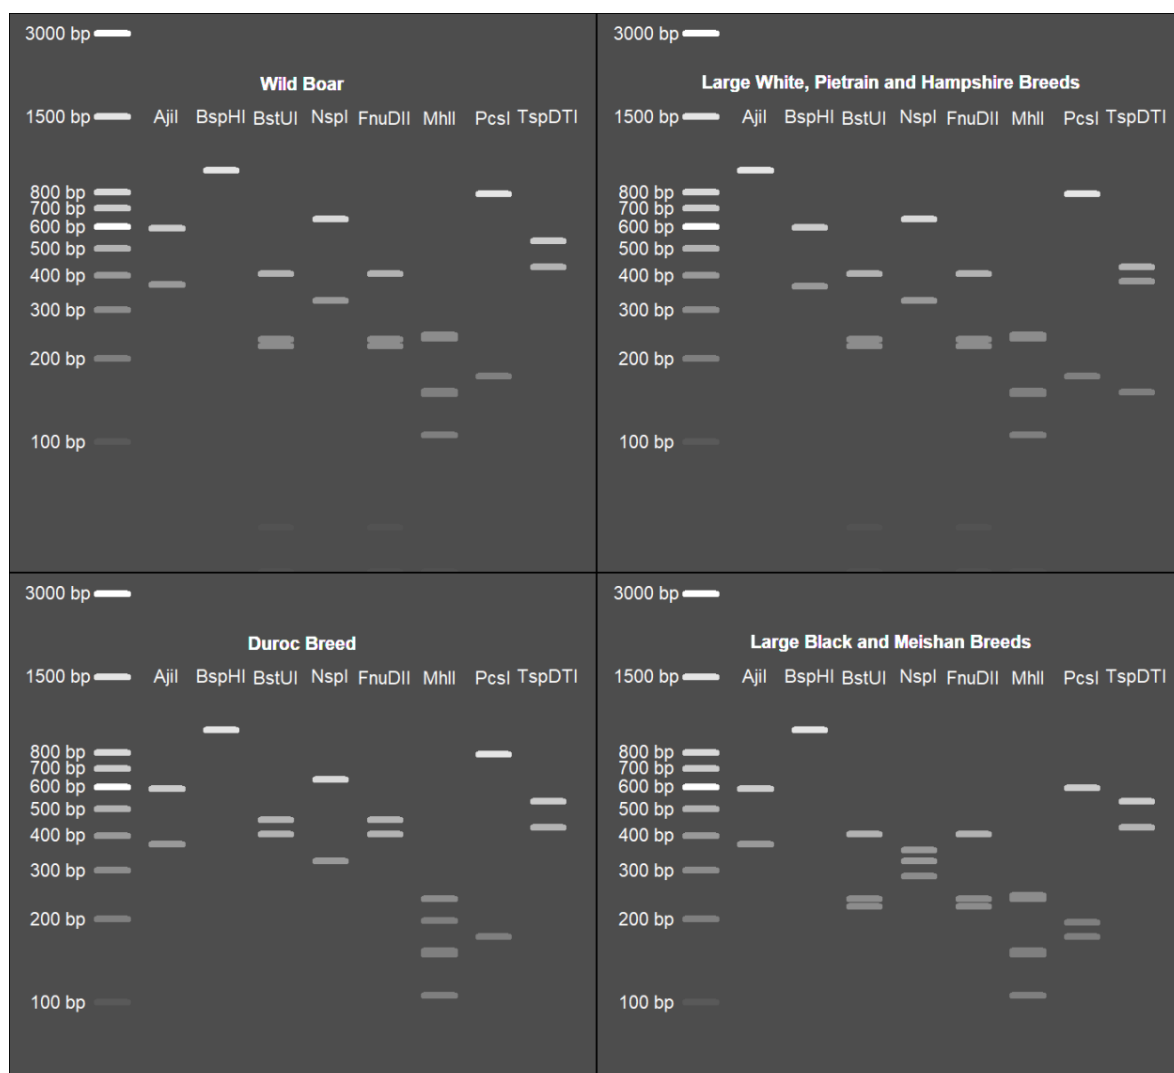 3000 bp
Wild Boar
1500 bp AjiI BspHI BstUI NspI FnuDII MhlI PcsI TspDTI
800 bp
700 bp
600 bp
500 bp
400 bp
300 bp
200 bp
100 bp
3000 bp
Large White, Pietrain and Hampshire Breeds
1500 bp AjiI BspHI BstUI NspI FnuDII MhlI PcsI TspDTI
800 bp
700 bp
600 bp
500 bp
400 bp
300 bp
200 bp
100 bp
3000 bp
Duroc Breed
1500 bp AjiI BspHI BstUI NspI FnuDII MhlI PcsI TspDTI
800 bp
700 bp
600 bp
500 bp
400 bp
300 bp
200 bp
100 bp
3000 bp
Large Black and Meishan Breeds
1500 bp AjiI BspHI BstUI NspI FnuDII MhlI PcsI TspDTI
800 bp
700 bp
600 bp
500 bp
400 bp
300 bp
200 bp
100 bp